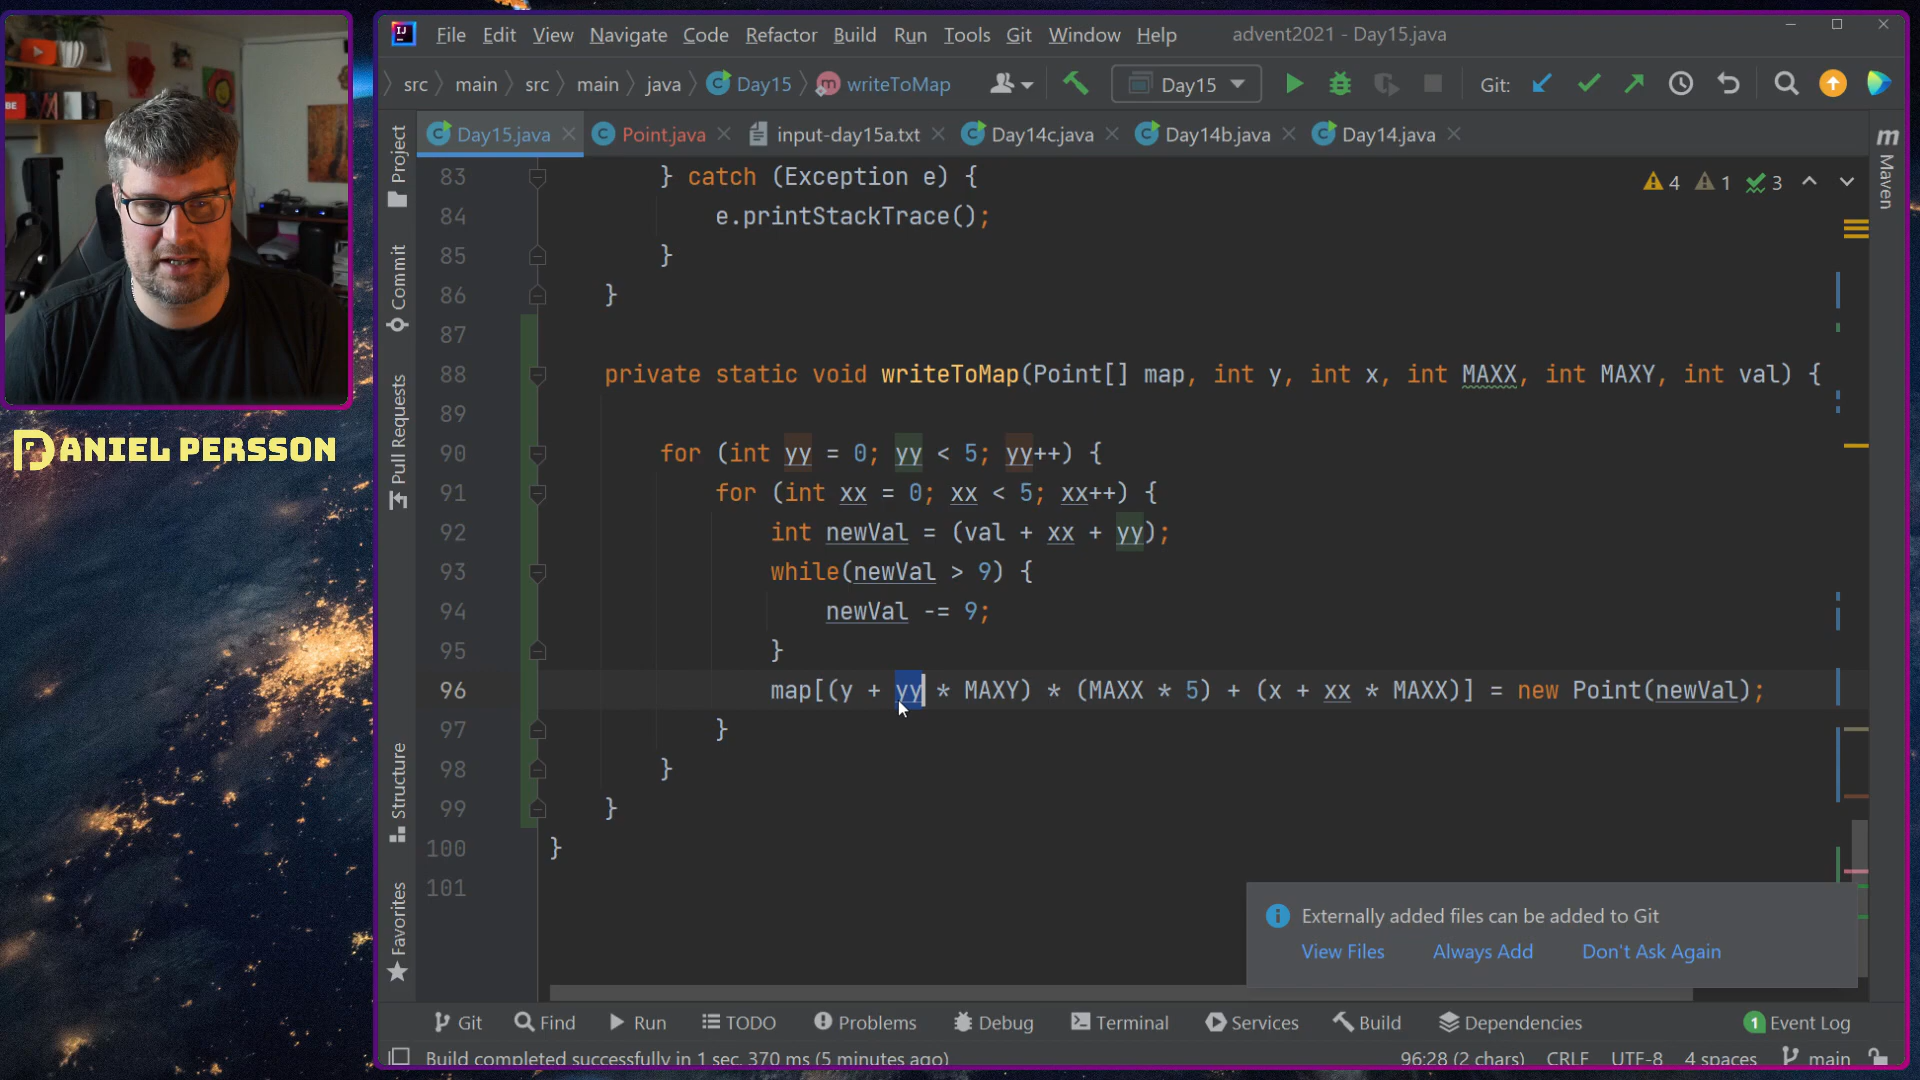 File Edit View Navigate Code Refactor Build Run Tools Git Window Help advent2021 - Day15.java
src main src main java Day15 writeToMap Day15 Git:
Day15.java Point.java input-day15a.txt Day14c.java Day14b.java Day14.java
Project
Commit
Pull Requests
Structure
Favorites
Maven
4 1 3
83 } catch (Exception e) {
84 e.printStackTrace();
85 }
86 }
87
88 private static void writeToMap(Point[] map, int y, int x, int MAXX, int MAXY, int val) {
89
90 for (int yy = 0; yy < 5; yy++) {
91 for (int xx = 0; xx < 5; xx++) {
92 int newVal = (val + xx + yy);
93 while(newVal > 9) {
94 newVal -= 9;
95 }
96 map[(y + yy * MAXY) * (MAXX * 5) + (x + xx * MAXX)] = new Point(newVal);
97 }
98 }
99 }
100 }
101
DANIEL PERSSON
Externally added files can be added to Git
View Files Always Add Don't Ask Again
Git Find Run TODO Problems Debug Terminal Services Build Dependencies 1 Event Log
Build completed successfully in 1 sec, 370 ms (5 minutes ago) 96:28 (2 chars) CRLF UTF-8 4 spaces main